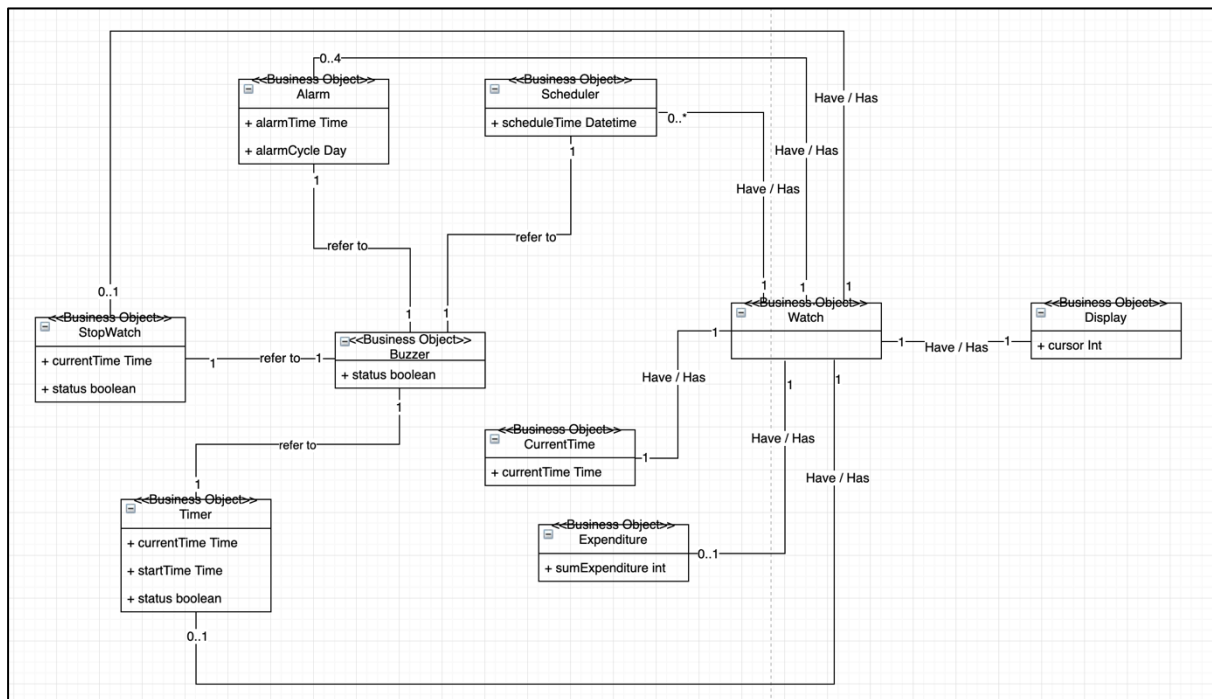 0..4
<<Business Object>>
Alarm
+ alarmTime Time
+ alarmCycle Day
1
<<Business Object>>
Scheduler
+ scheduleTime Datetime
1
0..*
Have / Has
Have / Has
Have / Has
refer to
refer to
0..1
1
1
1
1
1
<<Business Object>>
StopWatch
+ currentTime Time
+ status boolean
1
refer to
1
<<Business Object>>
Buzzer
+ status boolean
1
<<Business Object>>
Watch
1
1
Have / Has
1
<<Business Object>>
Display
+ cursor Int
1
1
Have / Has
<<Business Object>>
CurrentTime
+ currentTime Time
1
Have / Has
Have / Has
refer to
1
<<Business Object>>
Timer
+ currentTime Time
+ startTime Time
+ status boolean
0..1
<<Business Object>>
Expenditure
+ sumExpenditure int
0..1